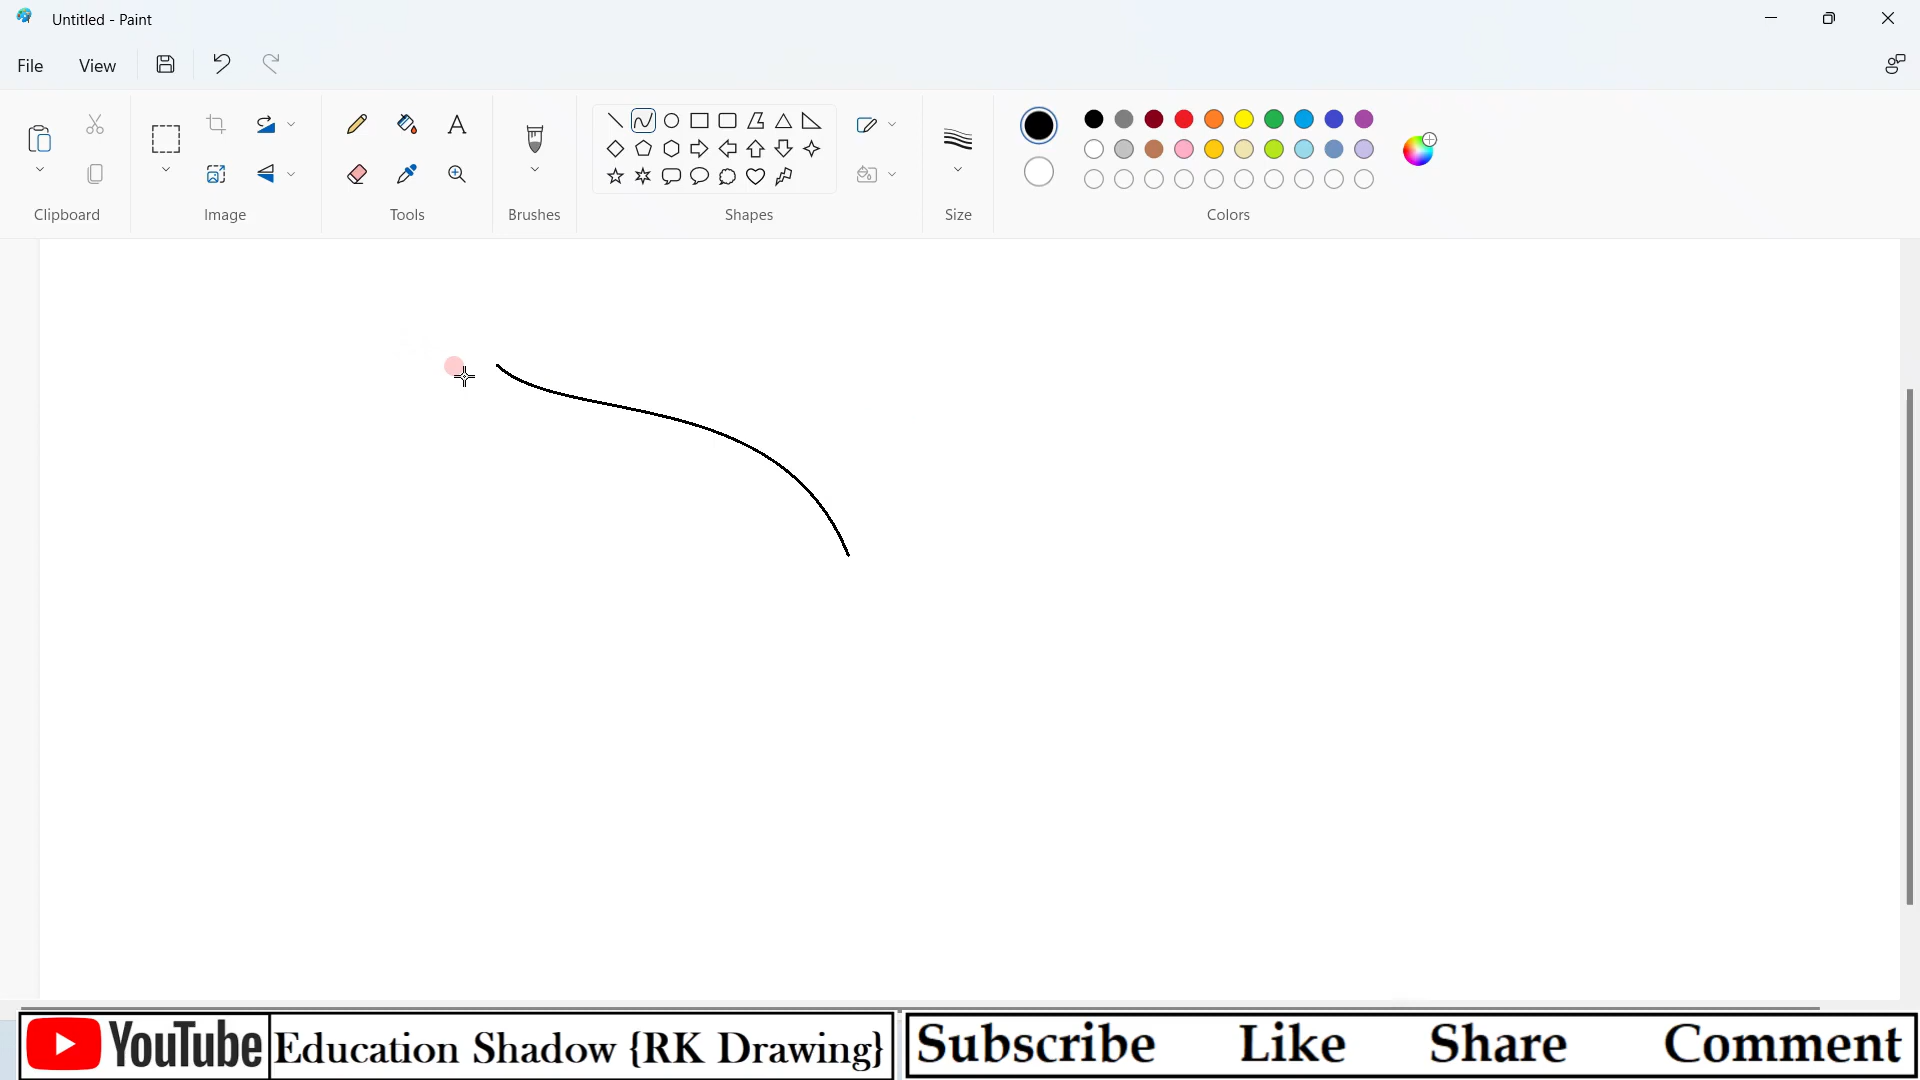 Untitled - Paint
File View
Clipboard Image Tools Brushes Shapes Size Colors
YouTube Education Shadow {RK Drawing} Subscribe Like Share Comment